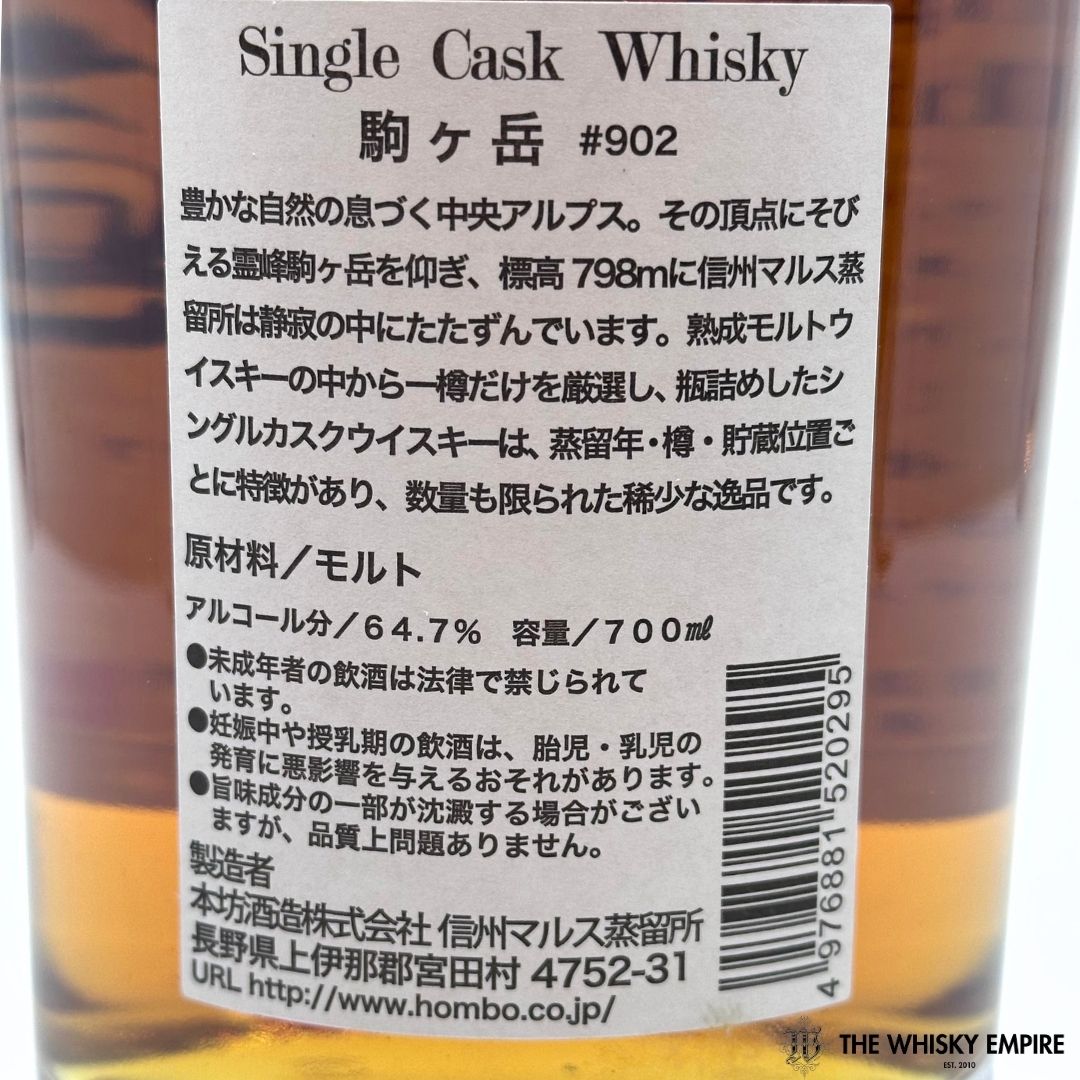 Single Cask Whisky
駒ヶ岳 #902
豊かな自然の息づく中央アルプス。その頂点にそび
える霊峰駒ヶ岳を仰ぎ、標高798mに信州マルス蒸
留所は静寂の中にたたずんでいます。熟成モルトウ
イスキーの中から一樽だけを厳選し、瓶詰めしたシ
ングルカスクウイスキーは、蒸留年・樽・貯蔵位置ご
とに特徴があり、数量も限られた稀少な逸品です。
原材料／モルト
アルコール分／64.7% 容量／700㎖
●未成年者の飲酒は法律で禁じられて
います。
●妊娠中や授乳期の飲酒は、胎児・乳児の
発育に悪影響を与えるおそれがあります。
●旨味成分の一部が沈澱する場合がござい
ますが、品質上問題ありません。
製造者
本坊酒造株式会社 信州マルス蒸留所
長野県上伊那郡宮田村 4752-31
URL http://www.hombo.co.jp/
4 976881 520295
THE WHISKY EMPIRE
EST. 2010